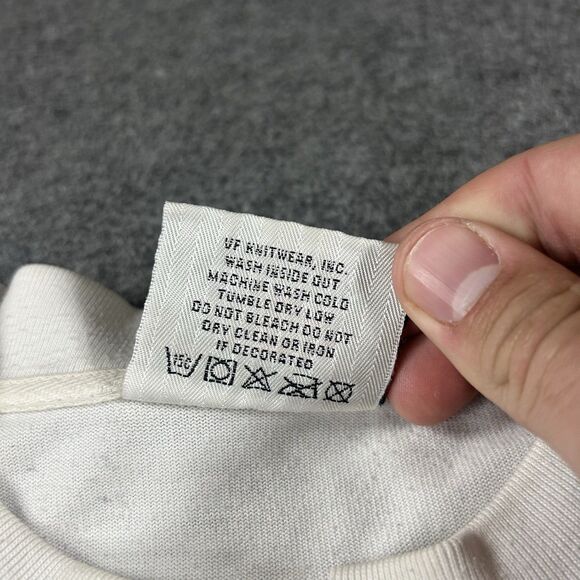 VF KNITWEAR, INC.
WASH INSIDE OUT
MACHINE WASH COLD
TUMBLE DRY LOW
DO NOT BLEACH DO NOT
DRY CLEAN OR IRON
IF DECORATED